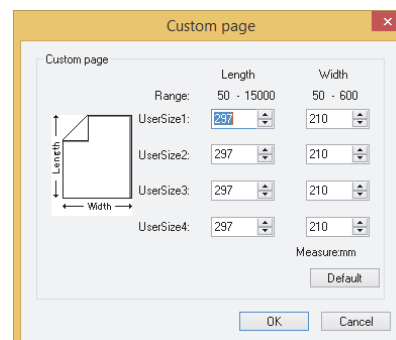 Custom page
Custom page
Length Width
Range: 50 - 15000 50 - 600
UserSize1: 297 210
UserSize2: 297 210
UserSize3: 297 210
UserSize4: 297 210
Length
Width
Measure:mm
Default
OK Cancel